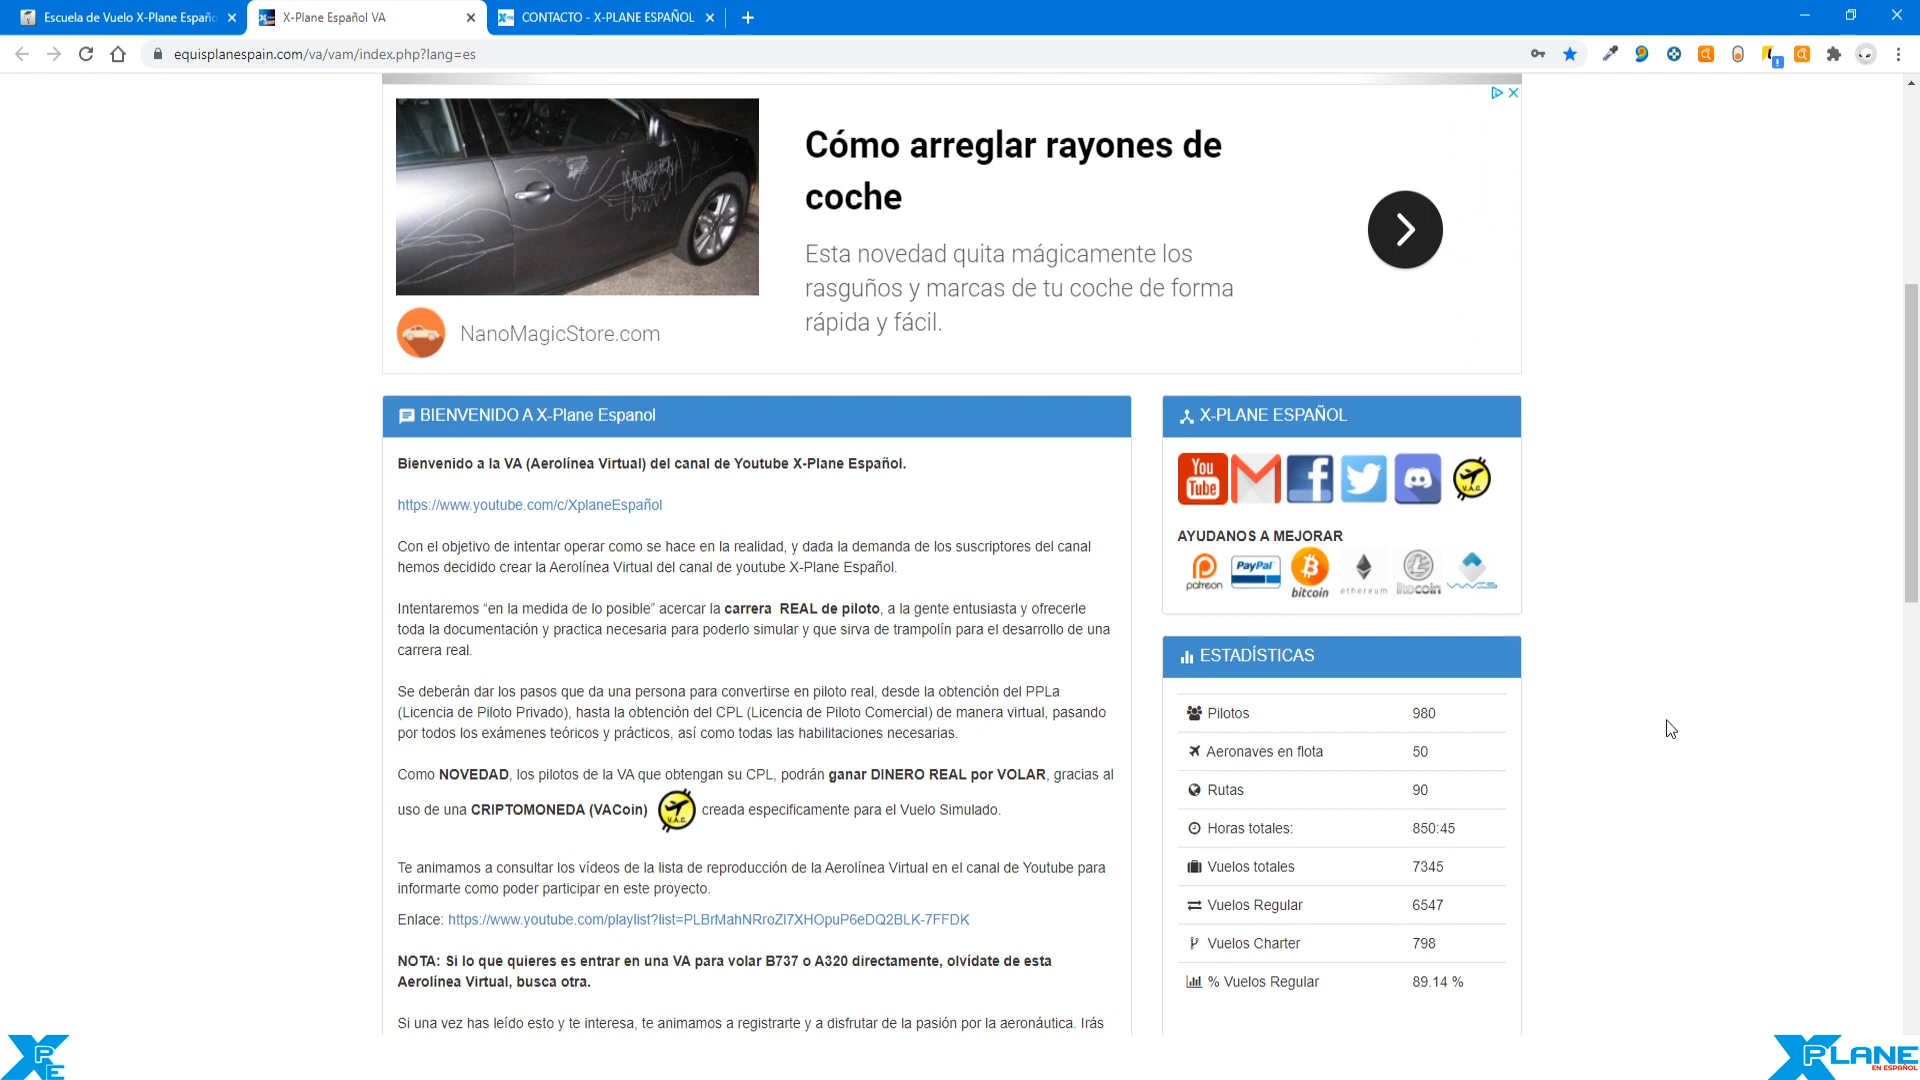 Escuela de Vuelo X-Plane Españo
X-Plane Español VA
CONTACTO - X-PLANE ESPAÑOL
equisplanespain.com/va/vam/index.php?lang=es
Cómo arreglar rayones de
coche
Esta novedad quita mágicamente los
rasguños y marcas de tu coche de forma
rápida y fácil.
NanoMagicStore.com
BIENVENIDO A X-Plane Espanol
Bienvenido a la VA (Aerolínea Virtual) del canal de Youtube X-Plane Español.
https://www.youtube.com/c/XplaneEspañol
Con el objetivo de intentar operar como se hace en la realidad, y dada la demanda de los suscriptores del canal
hemos decidido crear la Aerolínea Virtual del canal de youtube X-Plane Español.
Intentaremos “en la medida de lo posible” acercar la carrera REAL de piloto, a la gente entusiasta y ofrecerle
toda la documentación y practica necesaria para poderlo simular y que sirva de trampolín para el desarrollo de una
carrera real.
Se deberán dar los pasos que da una persona para convertirse en piloto real, desde la obtención del PPLa
(Licencia de Piloto Privado), hasta la obtención del CPL (Licencia de Piloto Comercial) de manera virtual, pasando
por todos los exámenes teóricos y prácticos, así como todas las habilitaciones necesarias.
Como NOVEDAD, los pilotos de la VA que obtengan su CPL, podrán ganar DINERO REAL por VOLAR, gracias al
uso de una CRIPTOMONEDA (VACoin) V.A.C. creada especificamente para el Vuelo Simulado.
Te animamos a consultar los vídeos de la lista de reproducción de la Aerolínea Virtual en el canal de Youtube para
informarte como poder participar en este proyecto.
Enlace: https://www.youtube.com/playlist?list=PLBrMahNRroZl7XHOpuP6eDQ2BLK-7FFDK
NOTA: Si lo que quieres es entrar en una VA para volar B737 o A320 directamente, olvídate de esta
Aerolínea Virtual, busca otra.
Si una vez has leído esto y te interesa, te animamos a registrarte y a disfrutar de la pasión por la aeronáutica. Irás
X-PLANE ESPAÑOL
You
Tube
V.A.C.
AYUDANOS A MEJORAR
patreon PayPal bitcoin ethereum litecoin
ESTADÍSTICAS
Pilotos 980
Aeronaves en flota 50
Rutas 90
Horas totales: 850:45
Vuelos totales 7345
Vuelos Regular 6547
Vuelos Charter 798
% Vuelos Regular 89.14 %
XPE
XPLANE
EN ESPAÑOL